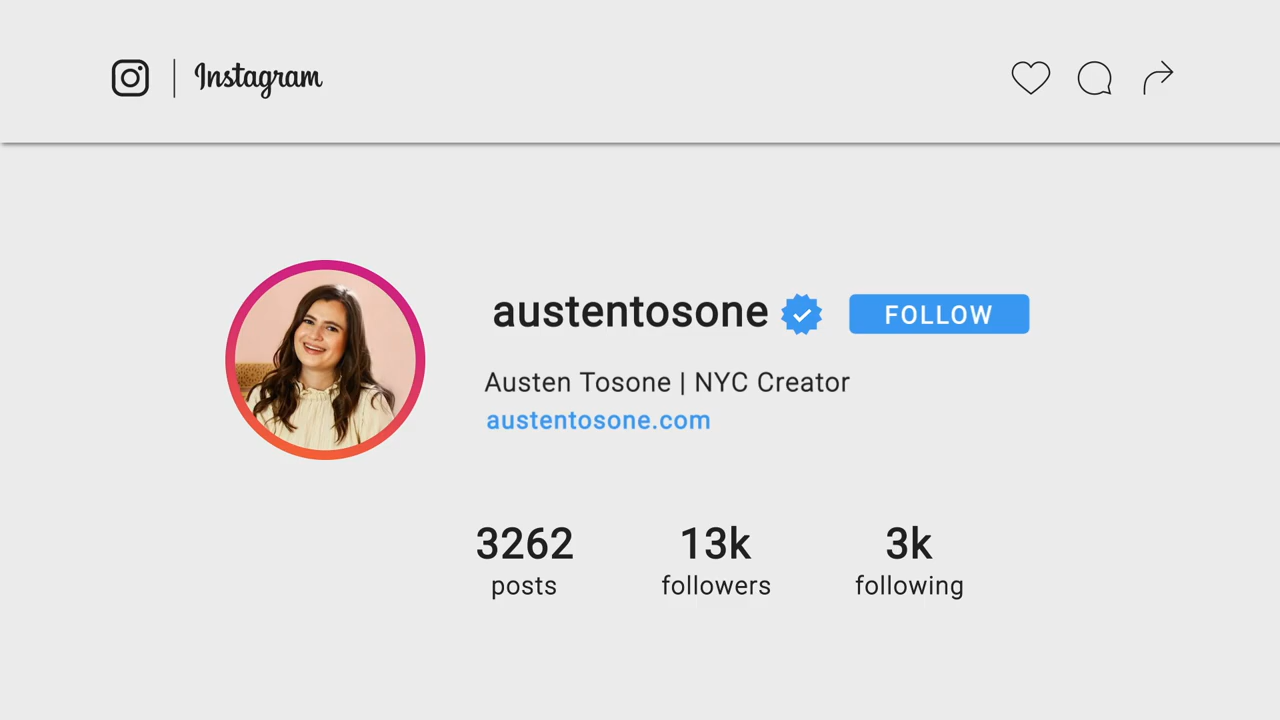 Instagram
austentosone
FOLLOW
Austen Tosone | NYC Creator
austentosone.com
3262
posts
13k
followers
3k
following